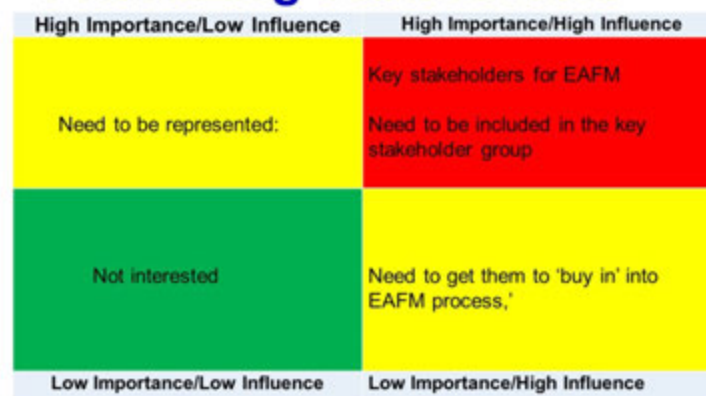 High Importance/Low Influence
High Importance/High Influence
Need to be represented:
Key stakeholders for EAFM
Need to be included in the key
stakeholder group
Not interested
Need to get them to ‘buy in’ into
EAFM process,’
Low Importance/Low Influence
Low Importance/High Influence